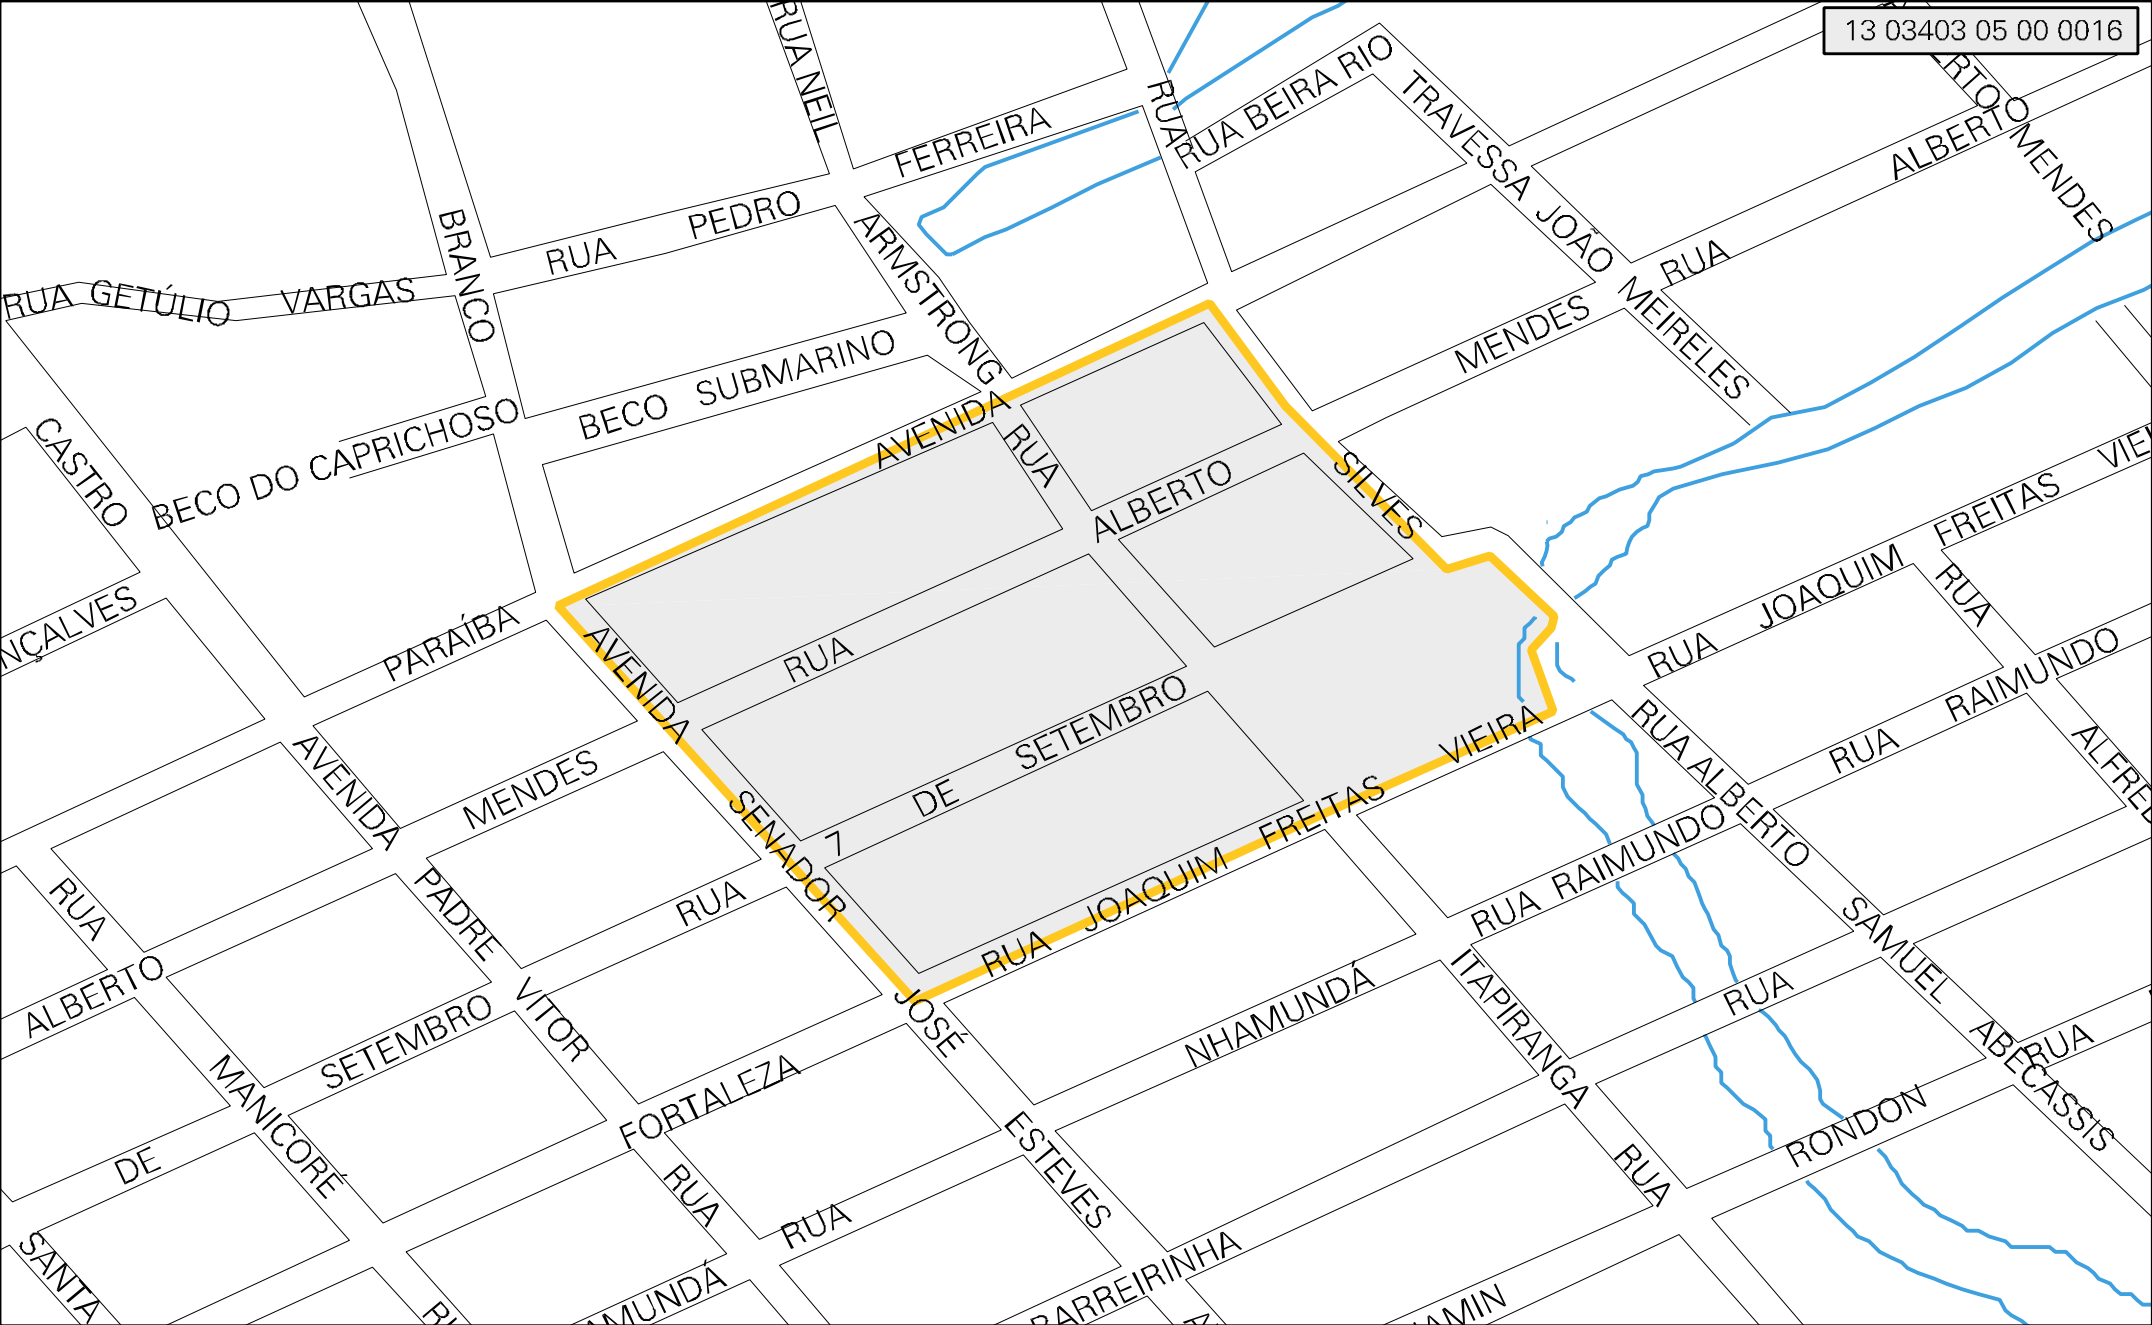 13 03403 05 00 0016
RUA NEIL
RUA
RUA BEIRA RIO
TRAVESSA JOÃO
MEIRELES
MENDES
ALBERTO
RUA
FERREIRA
RUA PEDRO
BRANCO
RUA GETÚLIO VARGAS
ARMSTRONG
MENDES
BECO SUBMARINO
BECO DO CAPRICHOSO
CASTRO
AVENIDA
RUA
ALBERTO
SILVES
FREITAS
RUA JOAQUIM
RUA
RAIMUNDO
RUA
PARAÍBA
AVENIDA
RUA
SENADOR
7 DE SETEMBRO
VIEIRA
RUA JOAQUIM FREITAS
RUA ALBERTO
SAMUEL
ABECASSIS
AVENIDA
MENDES
RUA
PADRE
VITOR
RUA
ALBERTO
SETEMBRO
DE
MANICORÉ
JOSÉ
ESTEVES
FORTALEZA
RUA
RUA
NHAMUNDÁ
RUA RAIMUNDO
ITAPIRANGA
RUA
RUA
RUA
RONDON
SANTA
BARREIRINHA